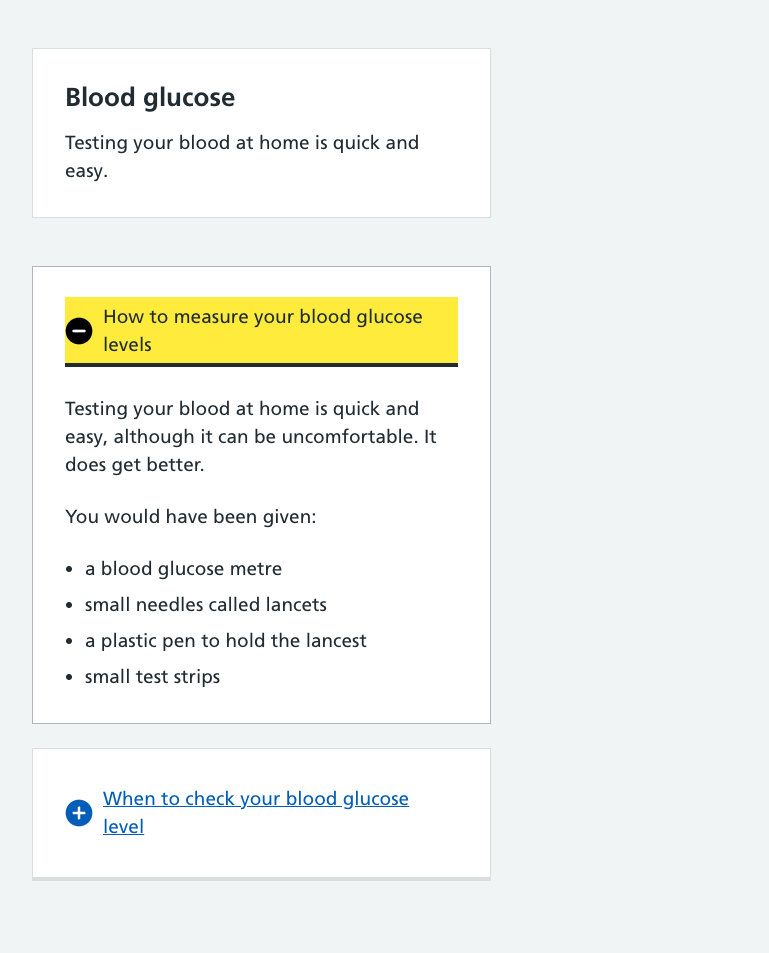 Blood glucose
Testing your blood at home is quick and
easy.
How to measure your blood glucose
levels
Testing your blood at home is quick and
easy, although it can be uncomfortable. It
does get better.
You would have been given:
• a blood glucose metre
• small needles called lancets
• a plastic pen to hold the lancest
• small test strips
When to check your blood glucose
level